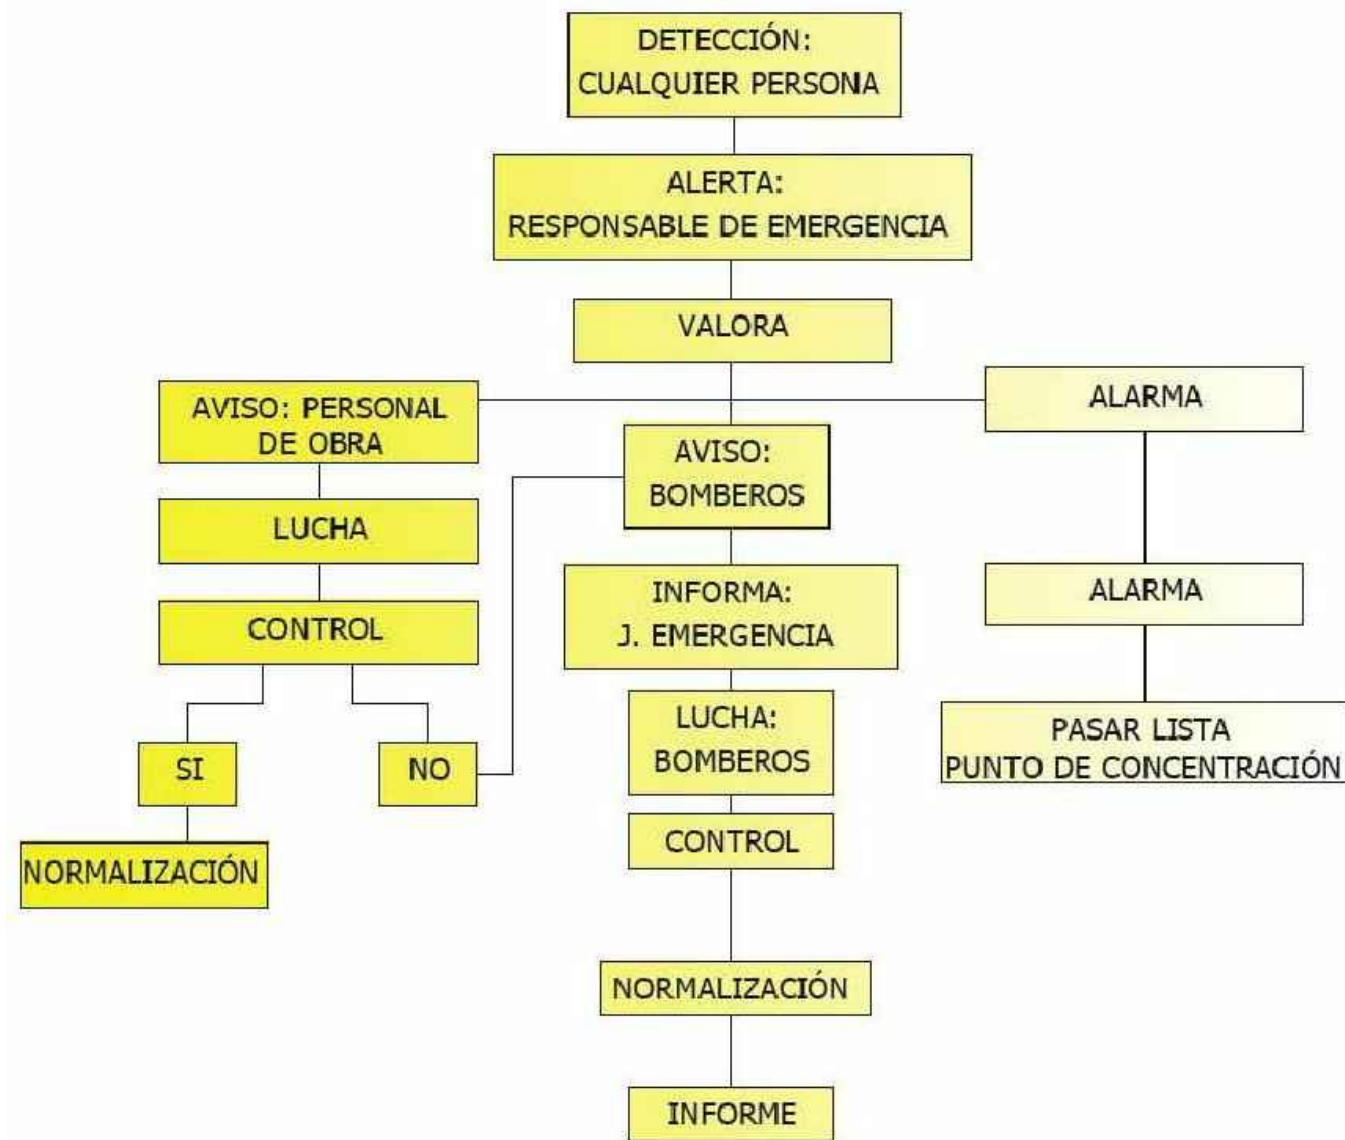 DETECCIÓN:
CUALQUIER PERSONA
ALERTA:
RESPONSABLE DE EMERGENCIA
VALORA
AVISO: PERSONAL
DE OBRA
LUCHA
CONTROL
SI
NO
NORMALIZACIÓN
AVISO:
BOMBEROS
INFORMA:
J. EMERGENCIA
LUCHA:
BOMBEROS
CONTROL
NORMALIZACIÓN
INFORME
ALARMA
ALARMA
PASAR LISTA
PUNTO DE CONCENTRACIÓN